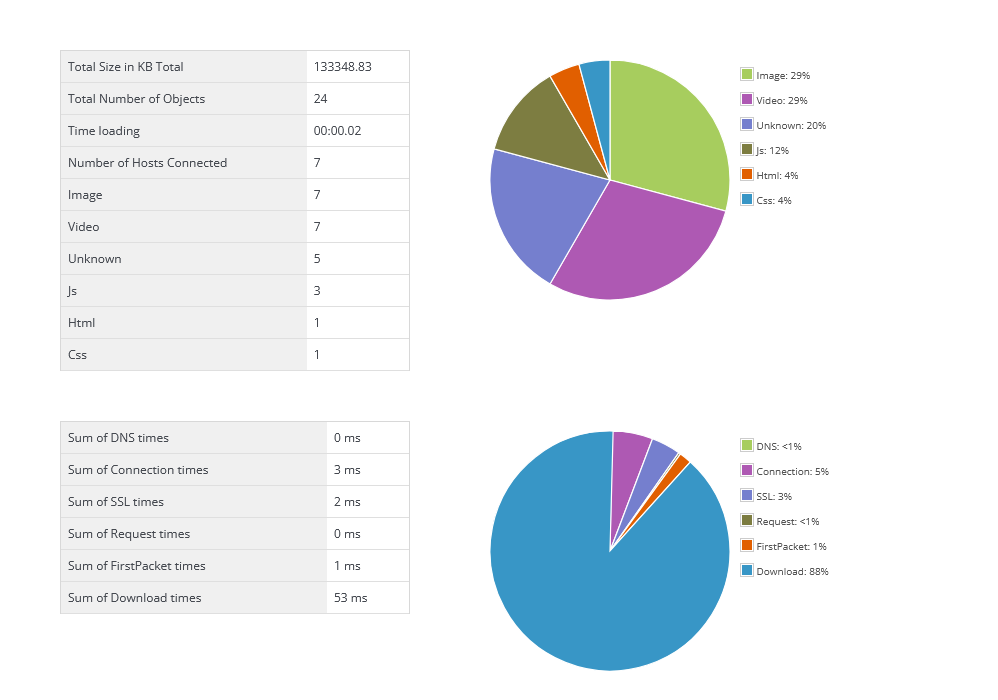 Total Size in KB Total 133348.83
Total Number of Objects 24
Time loading 00:00.02
Number of Hosts Connected 7
Image 7
Video 7
Unknown 5
Js 3
Html 1
Css 1
Image: 29%
Video: 29%
Unknown: 20%
Js: 12%
Html: 4%
Css: 4%
Sum of DNS times 0 ms
Sum of Connection times 3 ms
Sum of SSL times 2 ms
Sum of Request times 0 ms
Sum of FirstPacket times 1 ms
Sum of Download times 53 ms
DNS: <1%
Connection: 5%
SSL: 3%
Request: <1%
FirstPacket: 1%
Download: 88%